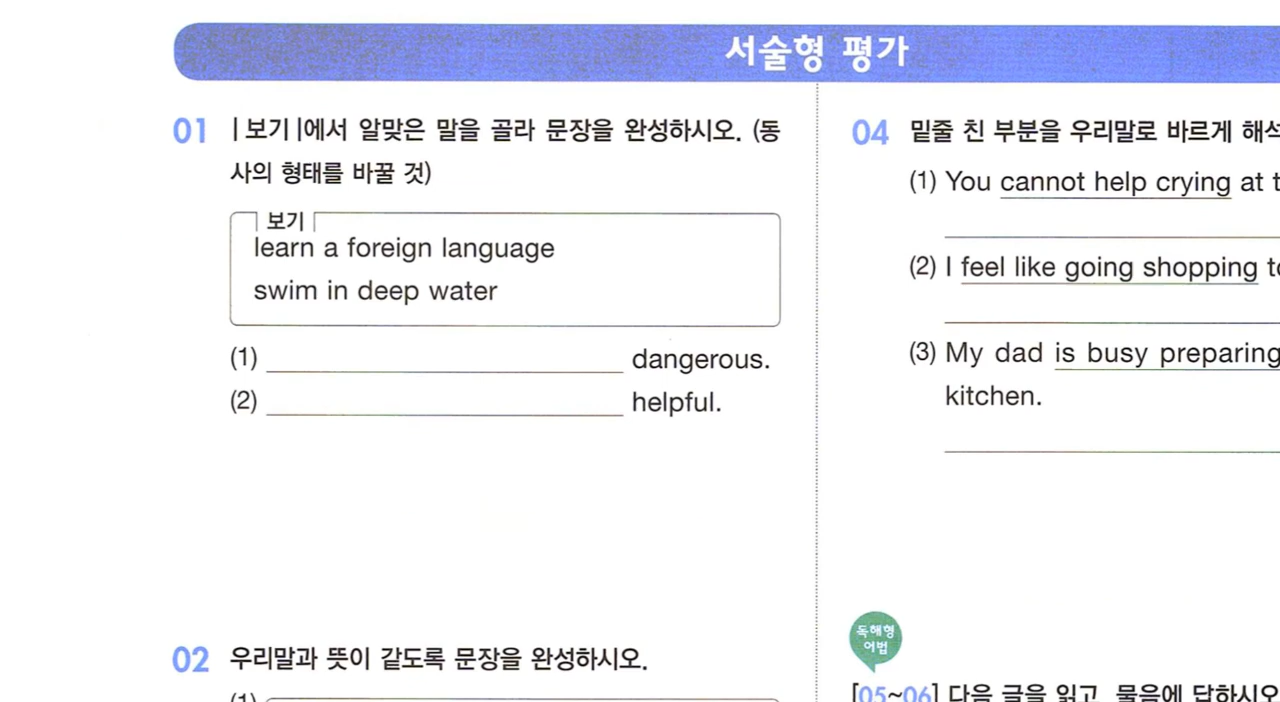 서술형 평가
01 |보기|에서 알맞은 말을 골라 문장을 완성하시오. (동
사의 형태를 바꿀 것)
보기
learn a foreign language
swim in deep water
(1) dangerous.
(2) helpful.
02 우리말과 뜻이 같도록 문장을 완성하시오.
(1)
04 밑줄 친 부분을 우리말로 바르게 해석
(1) You cannot help crying at t
(2) I feel like going shopping to
(3) My dad is busy preparing
kitchen.
독해형
어법
[05~06] 다음 글을 읽고, 물음에 답하시오